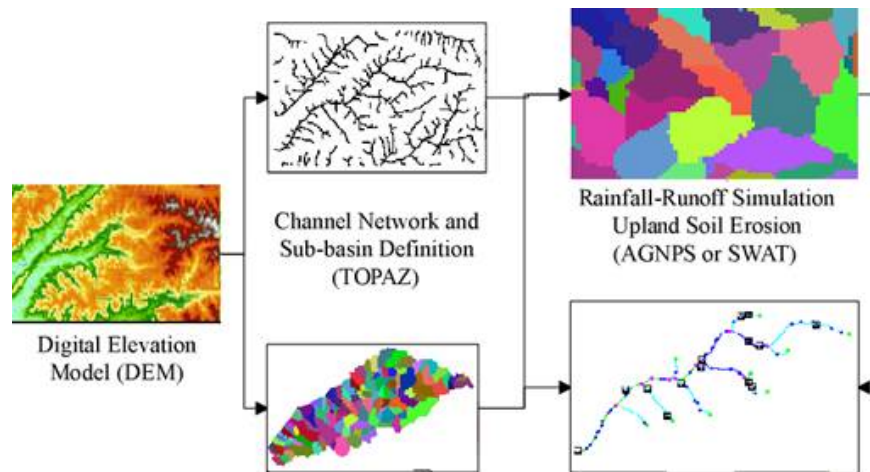 Channel Network and
Sub-basin Definition
(TOPAZ)
Rainfall-Runoff Simulation
Upland Soil Erosion
(AGNPS or SWAT)
Digital Elevation
Model (DEM)